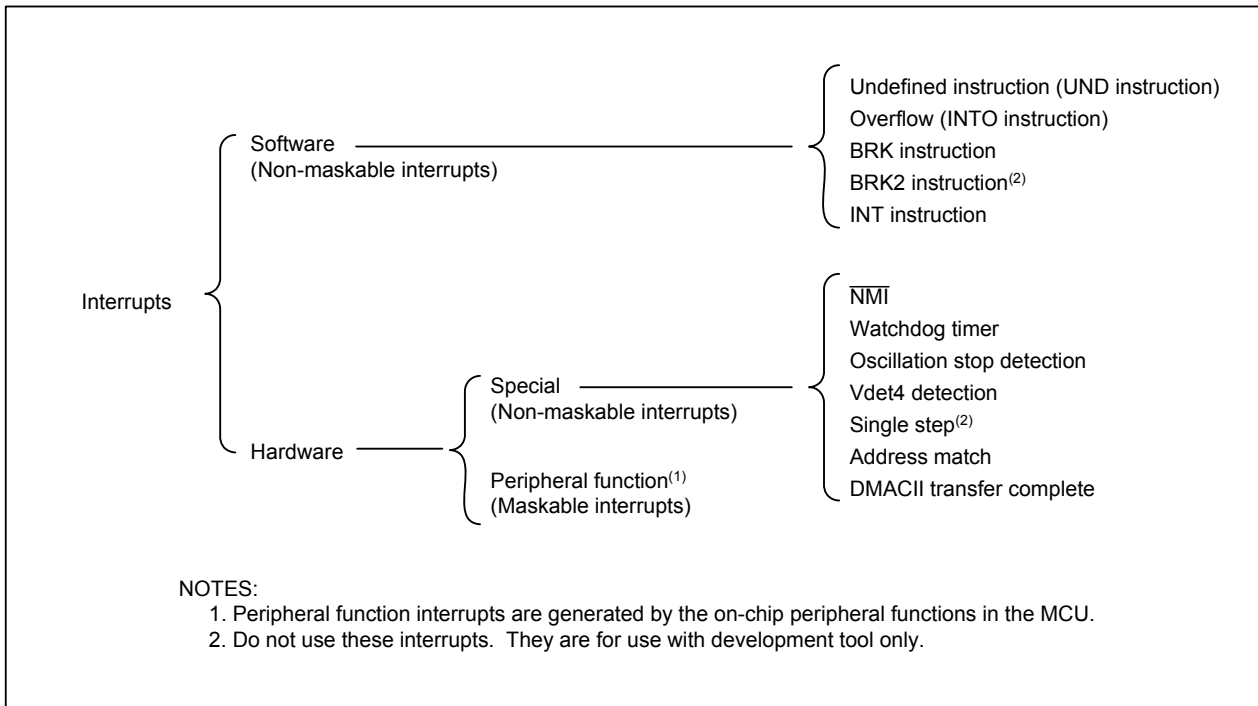 Undefined instruction (UND instruction)
Overflow (INTO instruction)
BRK instruction
BRK2 instruction(2)
INT instruction
Software
(Non-maskable interrupts)
Interrupts
NMI
Watchdog timer
Oscillation stop detection
Vdet4 detection
Single step(2)
Address match
DMACII transfer complete
Special
(Non-maskable interrupts)
Hardware
Peripheral function(1)
(Maskable interrupts)
NOTES:
1. Peripheral function interrupts are generated by the on-chip peripheral functions in the MCU.
2. Do not use these interrupts. They are for use with development tool only.